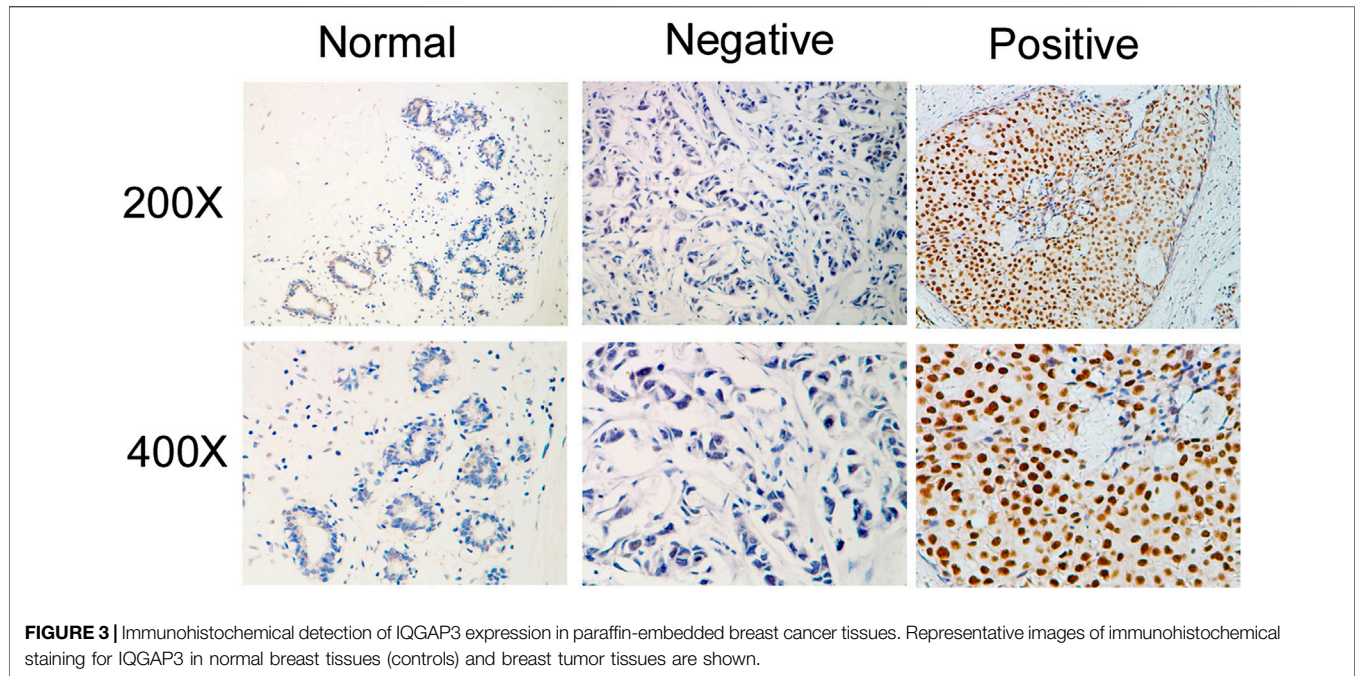 Normal Negative Positive
200X
400X
FIGURE 3 | Immunohistochemical detection of IQGAP3 expression in paraffin-embedded breast cancer tissues. Representative images of immunohistochemical
staining for IQGAP3 in normal breast tissues (controls) and breast tumor tissues are shown.